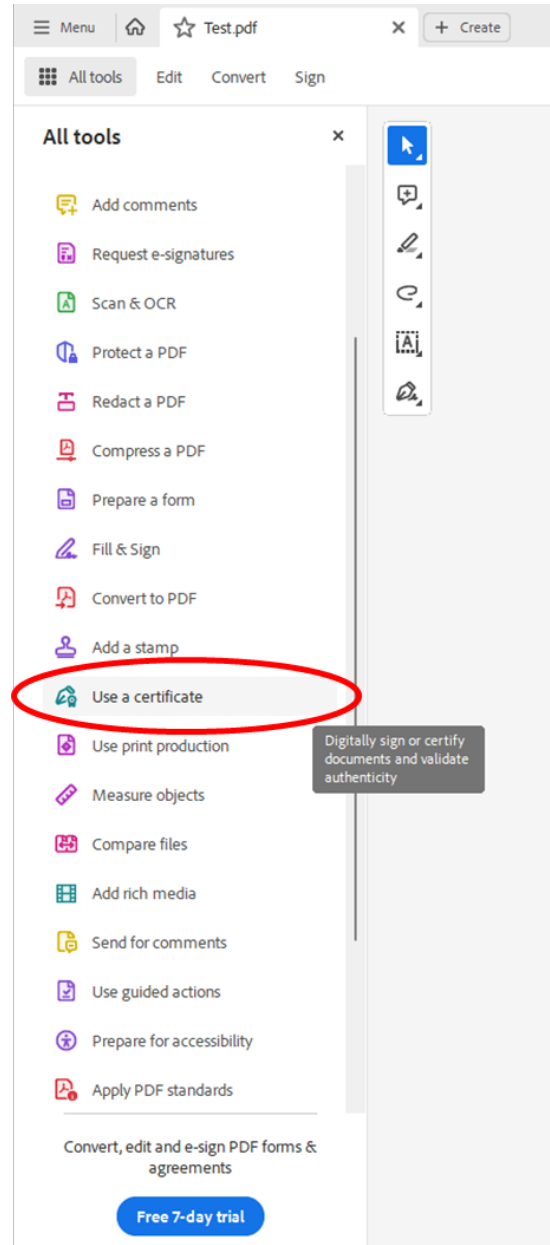 Menu
Test.pdf
+ Create
All tools
Edit
Convert
Sign
All tools
Add comments
Request e-signatures
Scan & OCR
Protect a PDF
Redact a PDF
Compress a PDF
Prepare a form
Fill & Sign
Convert to PDF
Add a stamp
Use a certificate
Use print production
Digitally sign or certify
documents and validate
authenticity
Measure objects
Compare files
Add rich media
Send for comments
Use guided actions
Prepare for accessibility
Apply PDF standards
Convert, edit and e-sign PDF forms &
agreements
Free 7-day trial